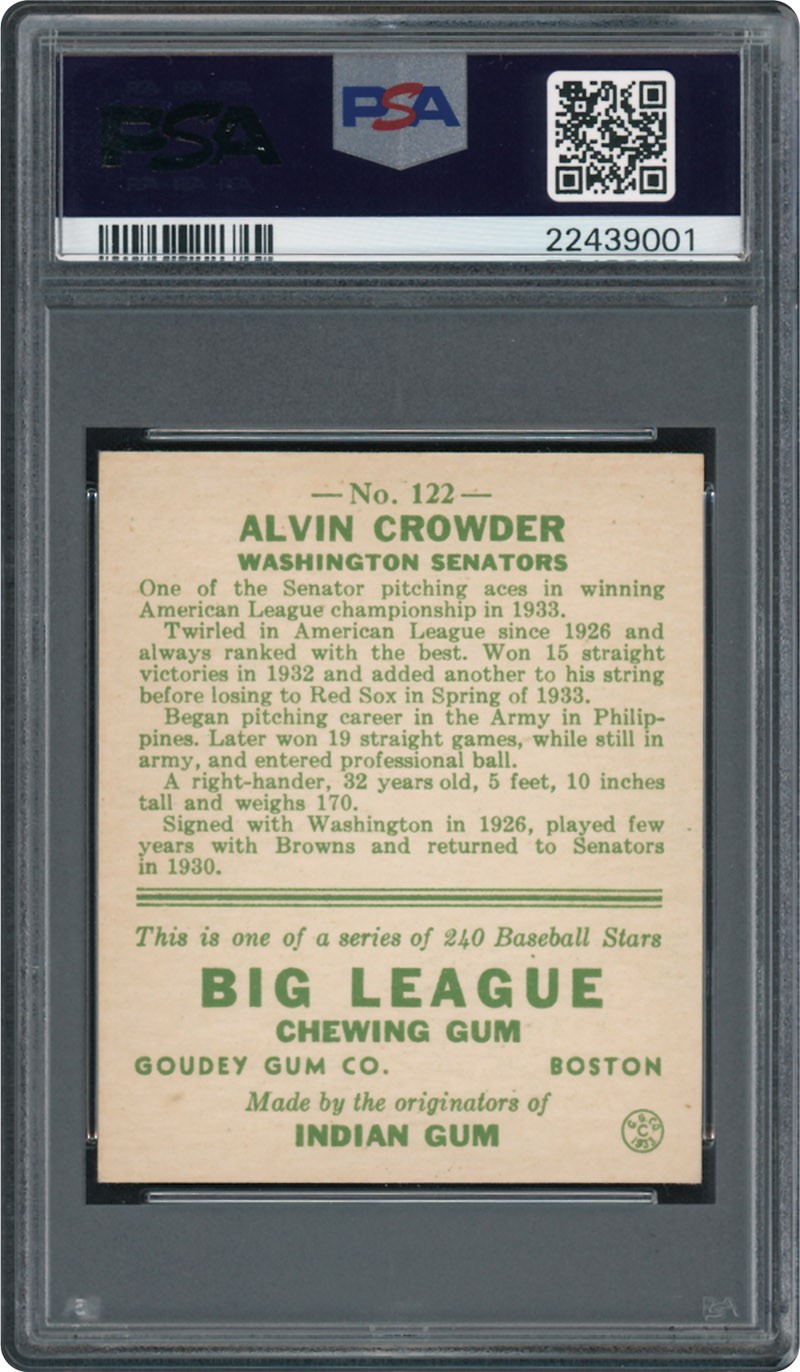 PSA
PSA
22439001
— No. 122 —
ALVIN CROWDER
WASHINGTON SENATORS
One of the Senator pitching aces in winning
American League championship in 1933.
Twirled in American League since 1926 and
always ranked with the best. Won 15 straight
victories in 1932 and added another to his string
before losing to Red Sox in Spring of 1933.
Began pitching career in the Army in Philip-
pines. Later won 19 straight games, while still in
army, and entered professional ball.
A right-hander, 32 years old, 5 feet, 10 inches
tall and weighs 170.
Signed with Washington in 1926, played few
years with Browns and returned to Senators
in 1930.
This is one of a series of 240 Baseball Stars
BIG LEAGUE
CHEWING GUM
GOUDEY GUM CO. BOSTON
Made by the originators of
INDIAN GUM
G.G.Co
C
1933
PSA